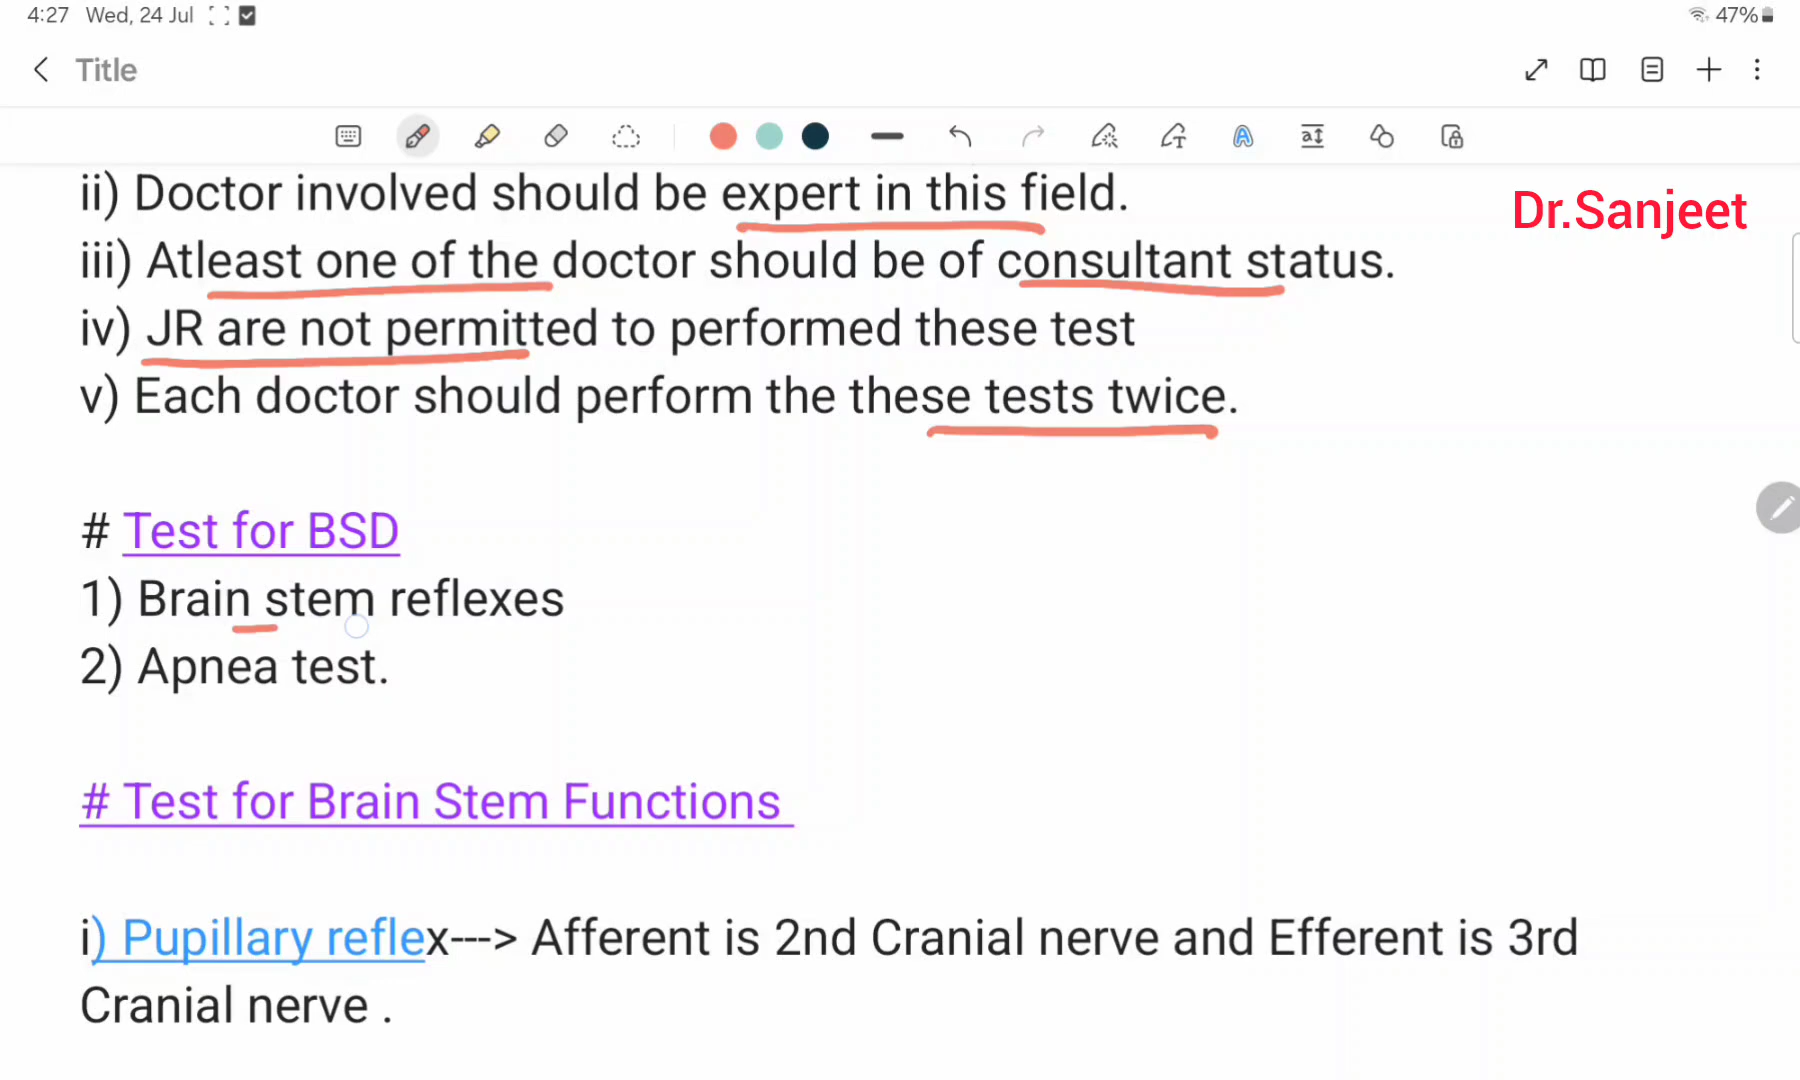 4:27 Wed, 24 Jul 47%
Title
ii) Doctor involved should be expert in this field.
Dr.Sanjeet
iii) Atleast one of the doctor should be of consultant status.
iv) JR are not permitted to performed these test
v) Each doctor should perform the these tests twice.
# Test for BSD
1) Brain stem reflexes
2) Apnea test.
# Test for Brain Stem Functions
i) Pupillary reflex---> Afferent is 2nd Cranial nerve and Efferent is 3rd
Cranial nerve .